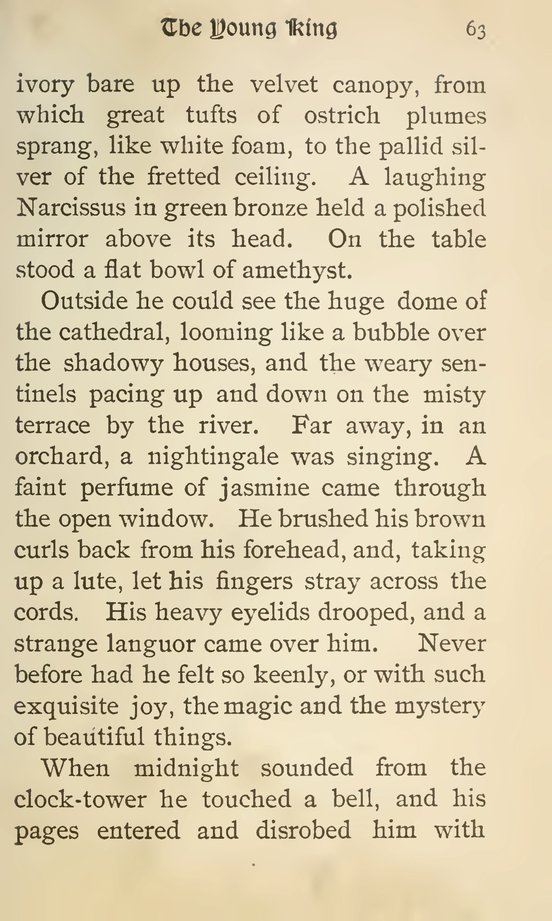 The Young King 63
ivory bare up the velvet canopy, from
which great tufts of ostrich plumes
sprang, like white foam, to the pallid sil-
ver of the fretted ceiling. A laughing
Narcissus in green bronze held a polished
mirror above its head. On the table
stood a flat bowl of amethyst.
Outside he could see the huge dome of
the cathedral, looming like a bubble over
the shadowy houses, and the weary sen-
tinels pacing up and down on the misty
terrace by the river. Far away, in an
orchard, a nightingale was singing. A
faint perfume of jasmine came through
the open window. He brushed his brown
curls back from his forehead, and, taking
up a lute, let his fingers stray across the
cords. His heavy eyelids drooped, and a
strange languor came over him. Never
before had he felt so keenly, or with such
exquisite joy, the magic and the mystery
of beautiful things.
When midnight sounded from the
clock-tower he touched a bell, and his
pages entered and disrobed him with